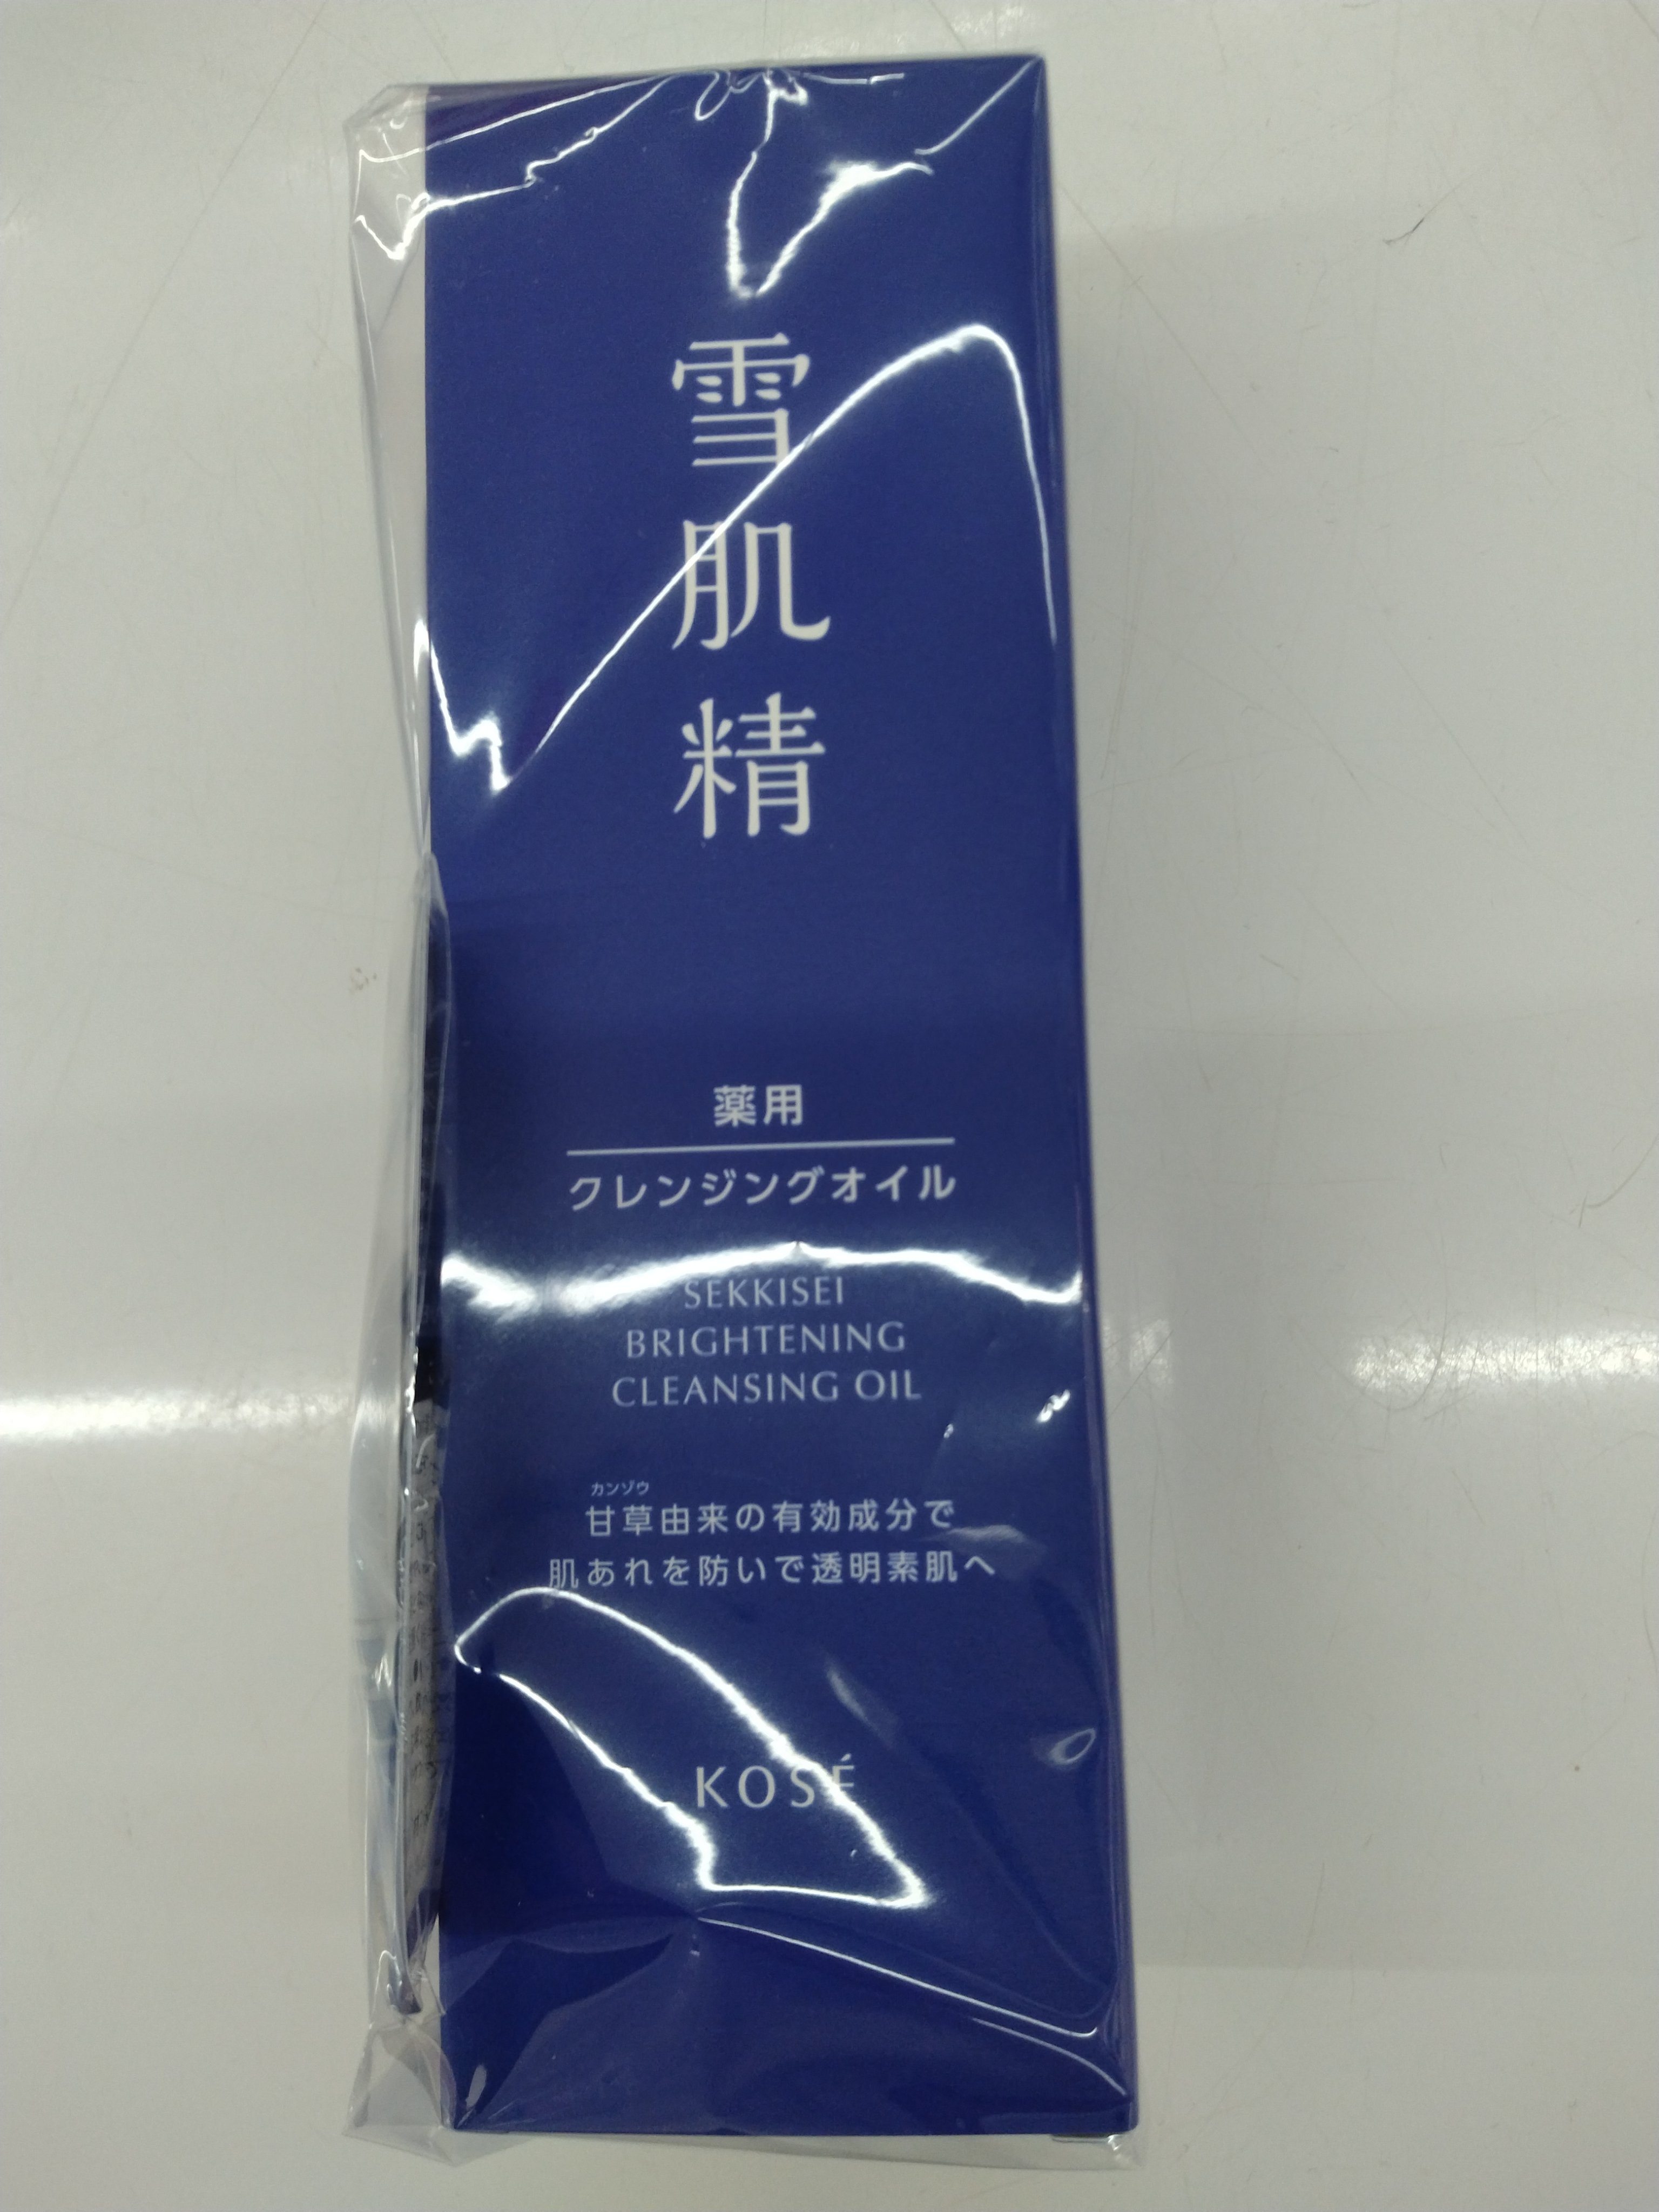 雪肌精
薬用
クレンジングオイル
SEKKISEI
BRIGHTENING
CLEANSING OIL
カンゾウ
甘草由来の有効成分で
肌あれを防いで透明素肌へ
KOSÉ